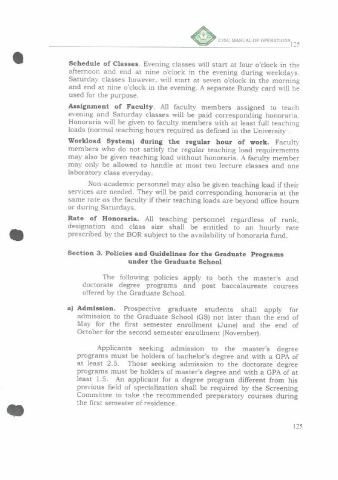 CVSC MANUAL OF OPERATIONS 125
Schedule of Classes. Evening classes will start at four o'clock in the
afternoon and end at nine o'clock in the evening during weekdays.
Saturday classes however, will start at seven o'clock in the morning
and end at nine o'clock in the evening. A separate Bundy card will be
used for the purpose.
Assignment of Faculty. All faculty members assigned to teach
evening and Saturday classes will be paid corresponding honoraria.
Honoraria will be given to faculty members with at least full teaching
loads (normal teaching hours required as defined in the University
Workload System) during the regular hour of work. Faculty
members who do not satisfy the regular teaching load requirements
may also be given teaching load without honoraria. A faculty member
may only be allowed to handle at most two lecture classes and one
laboratory class everyday.
Non-academic personnel may also be given teaching load if their
services are needed. They will be paid corresponding honoraria at the
same rate as the faculty if their teaching loads are beyond office hours
or during Saturdays.
Rate of Honoraria. All teaching personnel regardless of rank,
designation and class size shall be entitled to an hourly rate
prescribed by the BOR subject to the availability of honoraria fund.
Section 3. Policies and Guidelines for the Graduate Programs
under the Graduate School
The following policies apply to both the master's and
doctorate degree programs and post baccalaureate courses
offered by the Graduate School.
a) Admission. Prospective graduate students shall apply for
admission to the Graduate School (GS) not later than the end of
May for the first semester enrollment (June) and the end of
October for the second semester enrollment (November).
Applicants seeking admission to the master's degree
programs must be holders of bachelor's degree and with a GPA of
at least 2.5. Those seeking admission to the doctorate degree
programs must be holders of master's degree and with a GPA of at
least 1.5. An applicant for a degree program different from his
previous field of specialization shall be required by the Screening
Committee to take the recommended preparatory courses during
the first semester of residence.
125